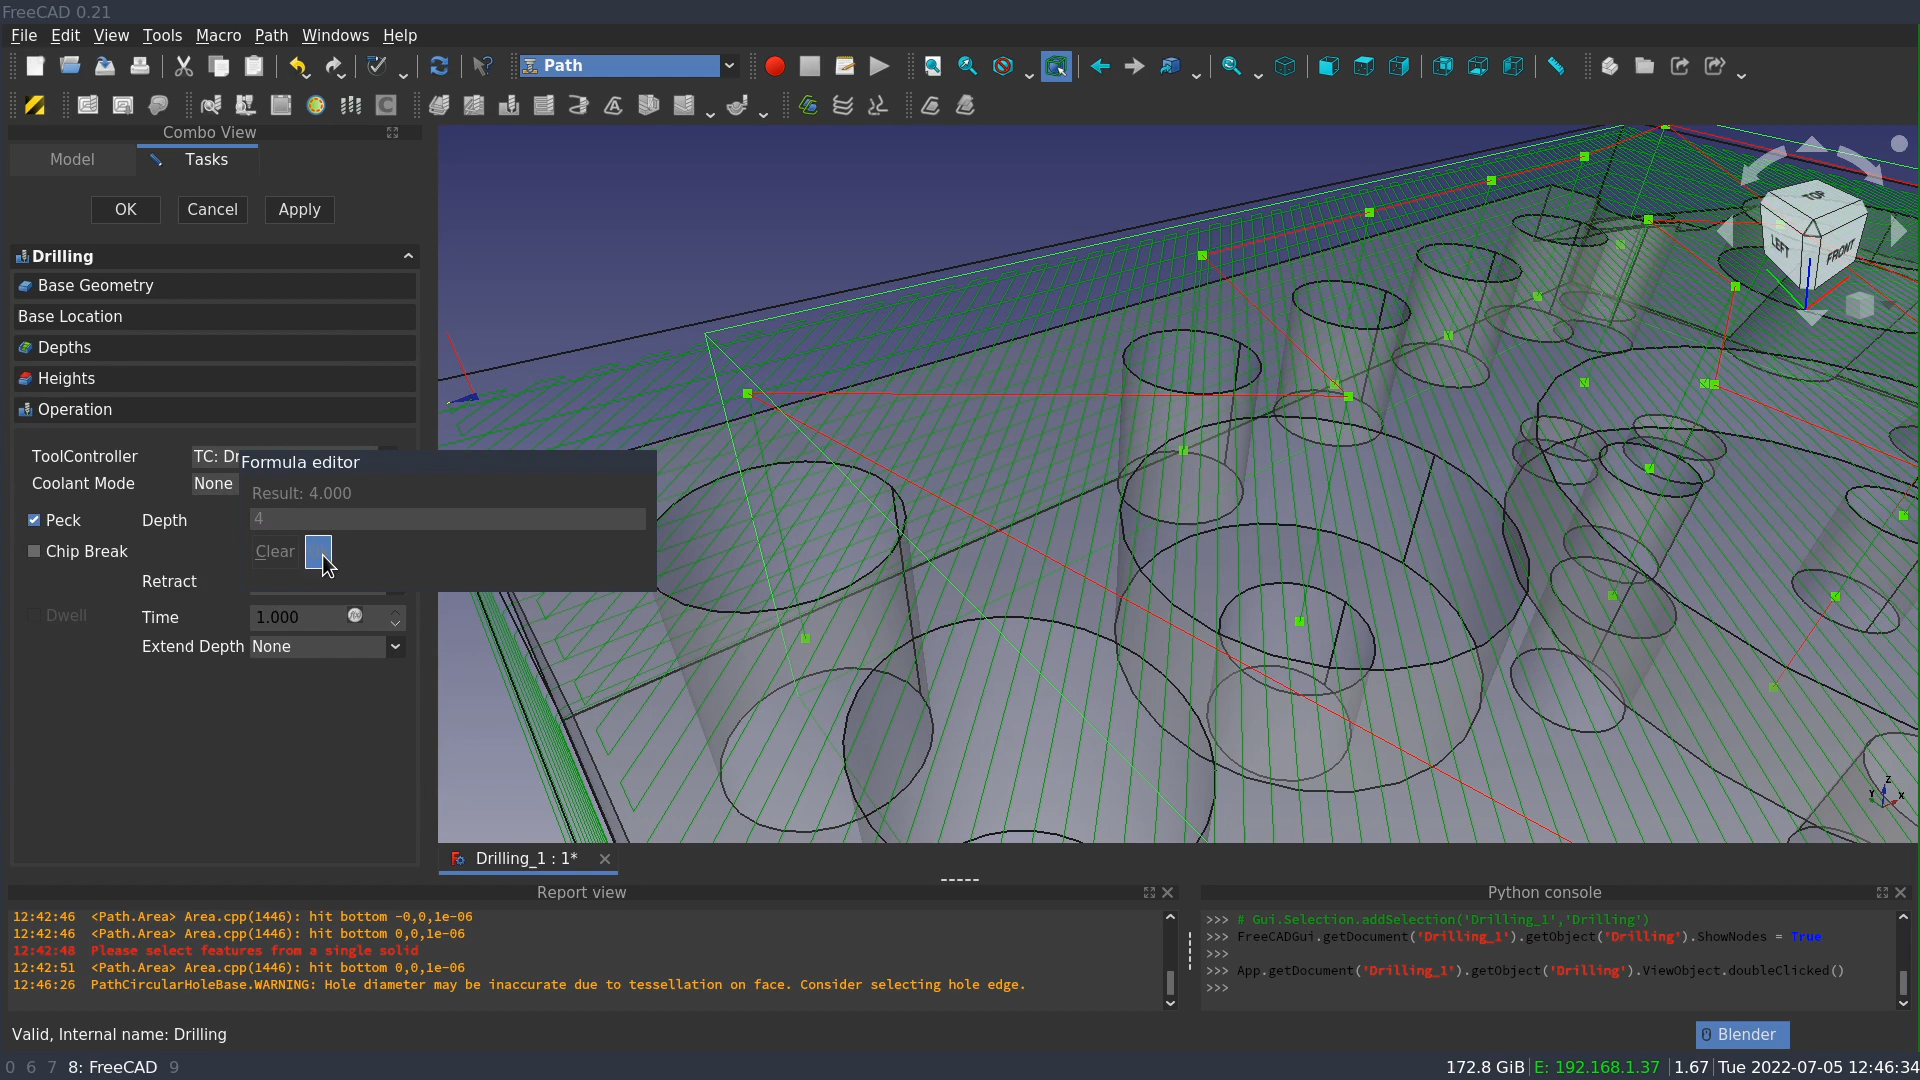 FreeCAD 0.21
File Edit View Tools Macro Path Windows Help
Path
Combo View
Model Tasks
OK Cancel Apply
Drilling
Base Geometry
Base Location
Depths
Heights
Operation
ToolController TC: Dr
Coolant Mode None
Formula editor
Result: 4.000
Peck Depth 4
Chip Break Clear
Retract
Dwell Time 1.000
Extend Depth None
TOP
LEFT FRONT
Z
Y X
Drilling_1 : 1*
Report view
12:42:46 <Path.Area> Area.cpp(1446): hit bottom -0,0,1e-06
12:42:46 <Path.Area> Area.cpp(1446): hit bottom 0,0,1e-06
12:42:48 Please select features from a single solid
12:42:51 <Path.Area> Area.cpp(1446): hit bottom 0,0,1e-06
12:46:26 PathCircularHoleBase.WARNING: Hole diameter may be inaccurate due to tessellation on face. Consider selecting hole edge.
Python console
>>> # Gui.Selection.addSelection('Drilling_1','Drilling')
>>> FreeCADGui.getDocument('Drilling_1').getObject('Drilling').ShowNodes = True
>>>
>>> App.getDocument('Drilling_1').getObject('Drilling').ViewObject.doubleClicked()
>>>
Valid, Internal name: Drilling
Blender
0 6 7 8: FreeCAD 9
172.8 GiB E: 192.168.1.37 1.67 Tue 2022-07-05 12:46:34